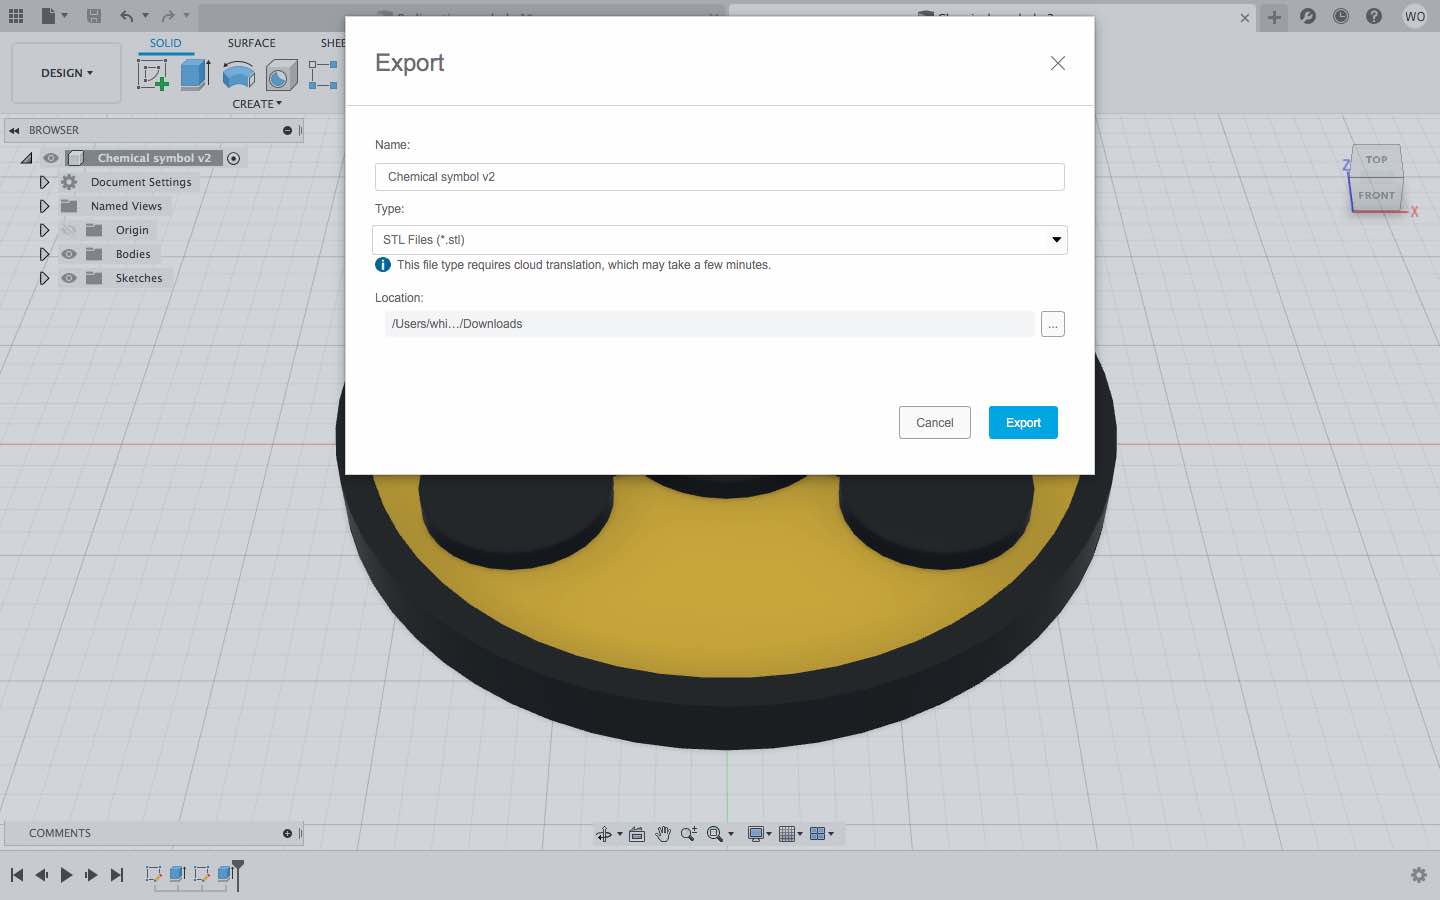 WO
DESIGN
SOLID
SURFACE
SHEE
CREATE
BROWSER
Chemical symbol v2
Document Settings
Named Views
Origin
Bodies
Sketches
Export
Name:
Chemical symbol v2
Type:
STL Files (*.stl)
This file type requires cloud translation, which may take a few minutes.
Location:
/Users/whi…/Downloads
...
Cancel
Export
TOP
FRONT
Z
X
COMMENTS